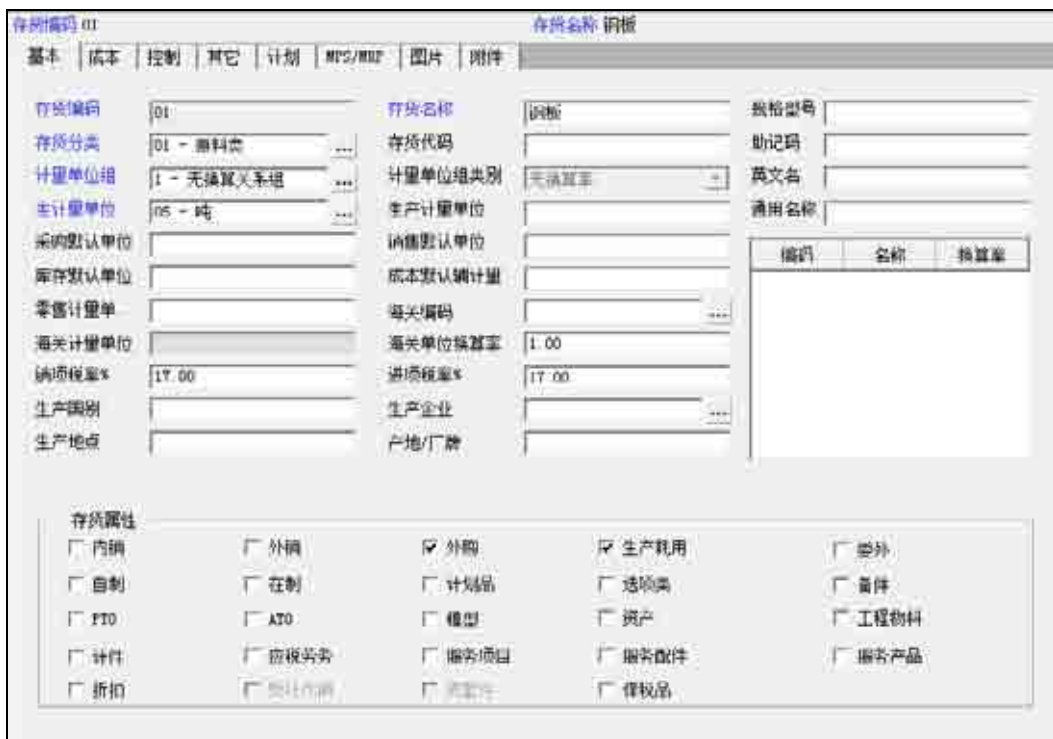 存货编码 01 存货名称 钢板
基本 成本 控制 其它 计划 MPS/MRP 图片 附件
存货编码 01 存货名称 钢板 规格型号
存货分类 01 - 原料类 ... 存货代码 助记码
计量单位组 1 - 无换算关系组 ... 计量单位组类别 无换算率 英文名
主计量单位 05 - 吨 ... 生产计量单位 通用名称
采购默认单位 销售默认单位 编码 名称 换算率
库存默认单位 成本默认辅计量
零售计量单 海关编码 ...
海关计量单位 海关单位换算率 1.00
销项税率% 17.00 进项税率% 17.00
生产国别 生产企业 ...
生产地点 产地/厂牌
存货属性
内销 外销 外购 生产耗用 委外
自制 在制 计划品 选项类 备件
PTO ATO 模型 资产 工程物料
计件 应税劳务 服务项目 服务配件 服务产品
折扣 保税品